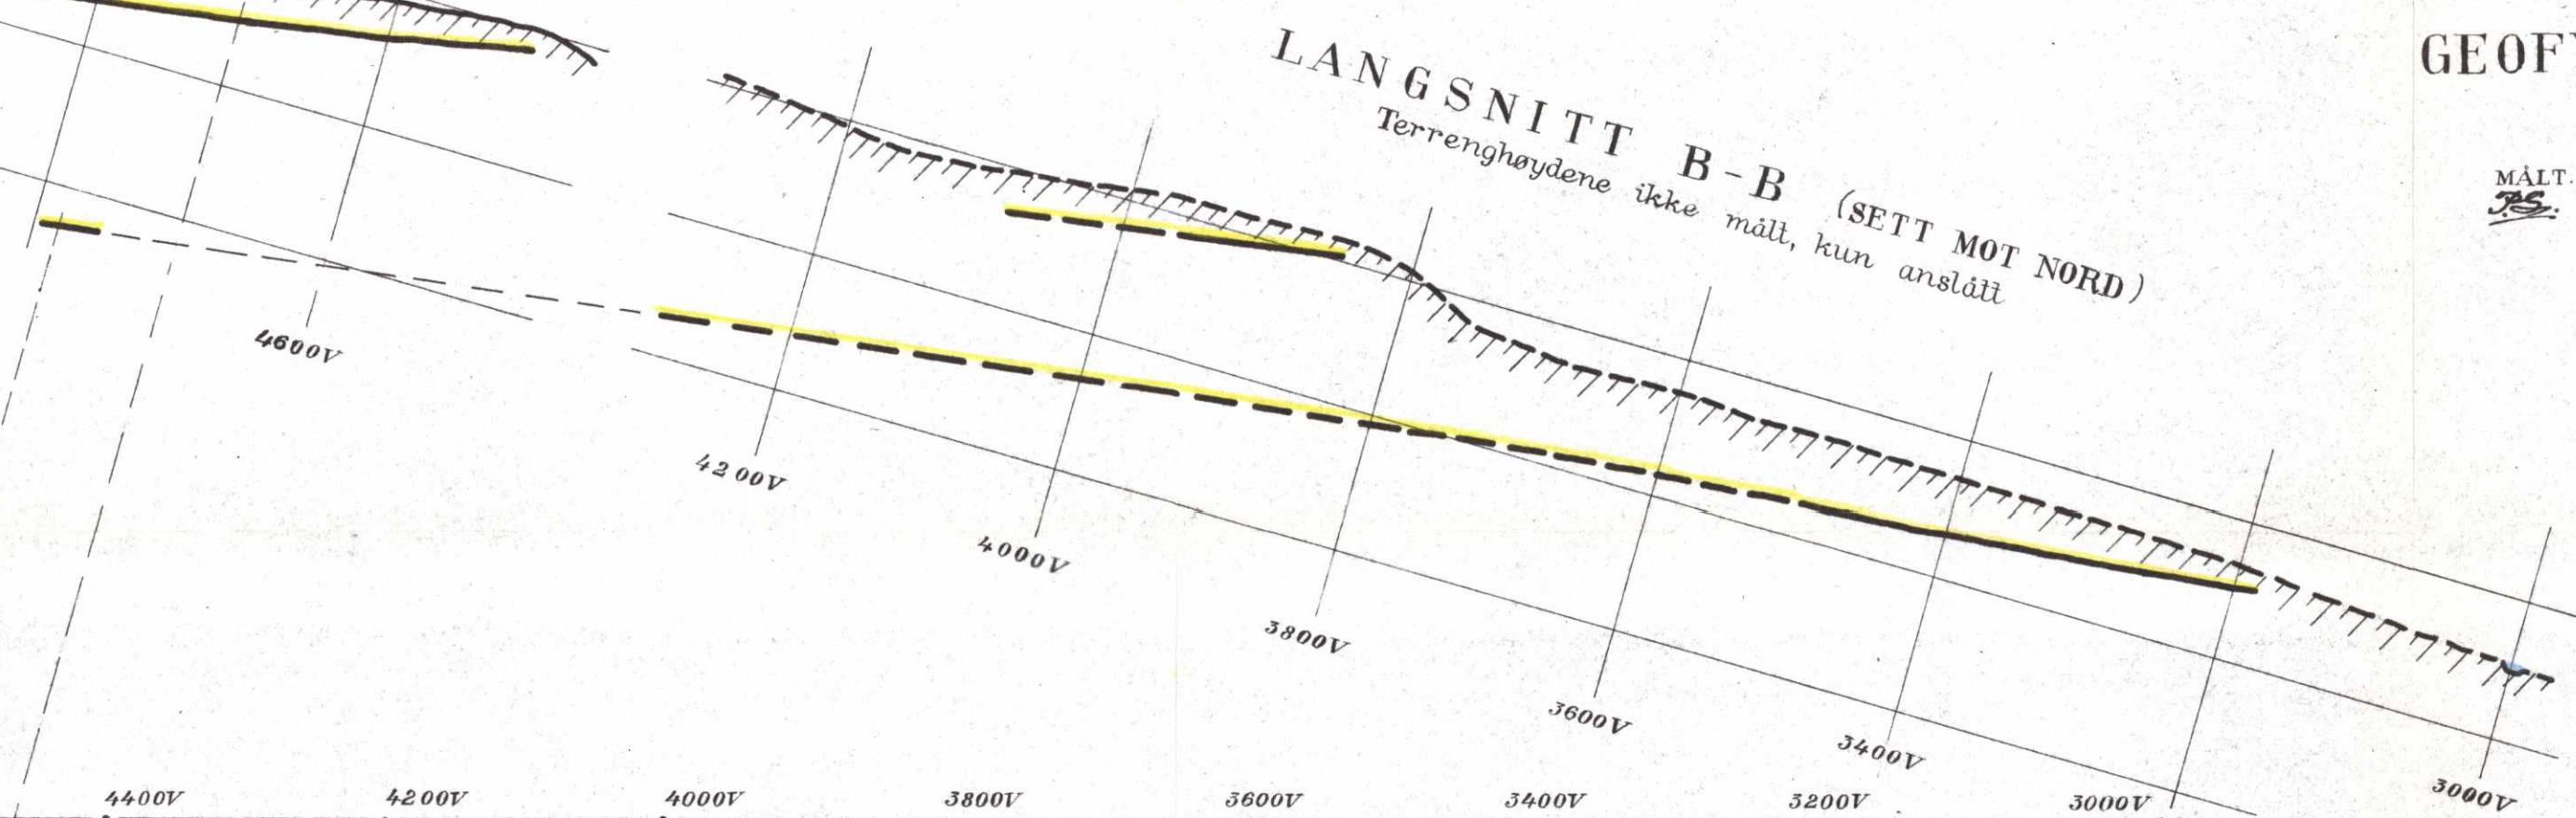 LANGSNITT B-B (SETT MOT NORD)
Terrenghøydene ikke målt, kun anslått
GEOF
MÅLT.
4600V
4200V
4000V
3800V
3600V
3400V
3000V
4400V 4200V 4000V 3800V 3600V 3400V 3200V 3000V